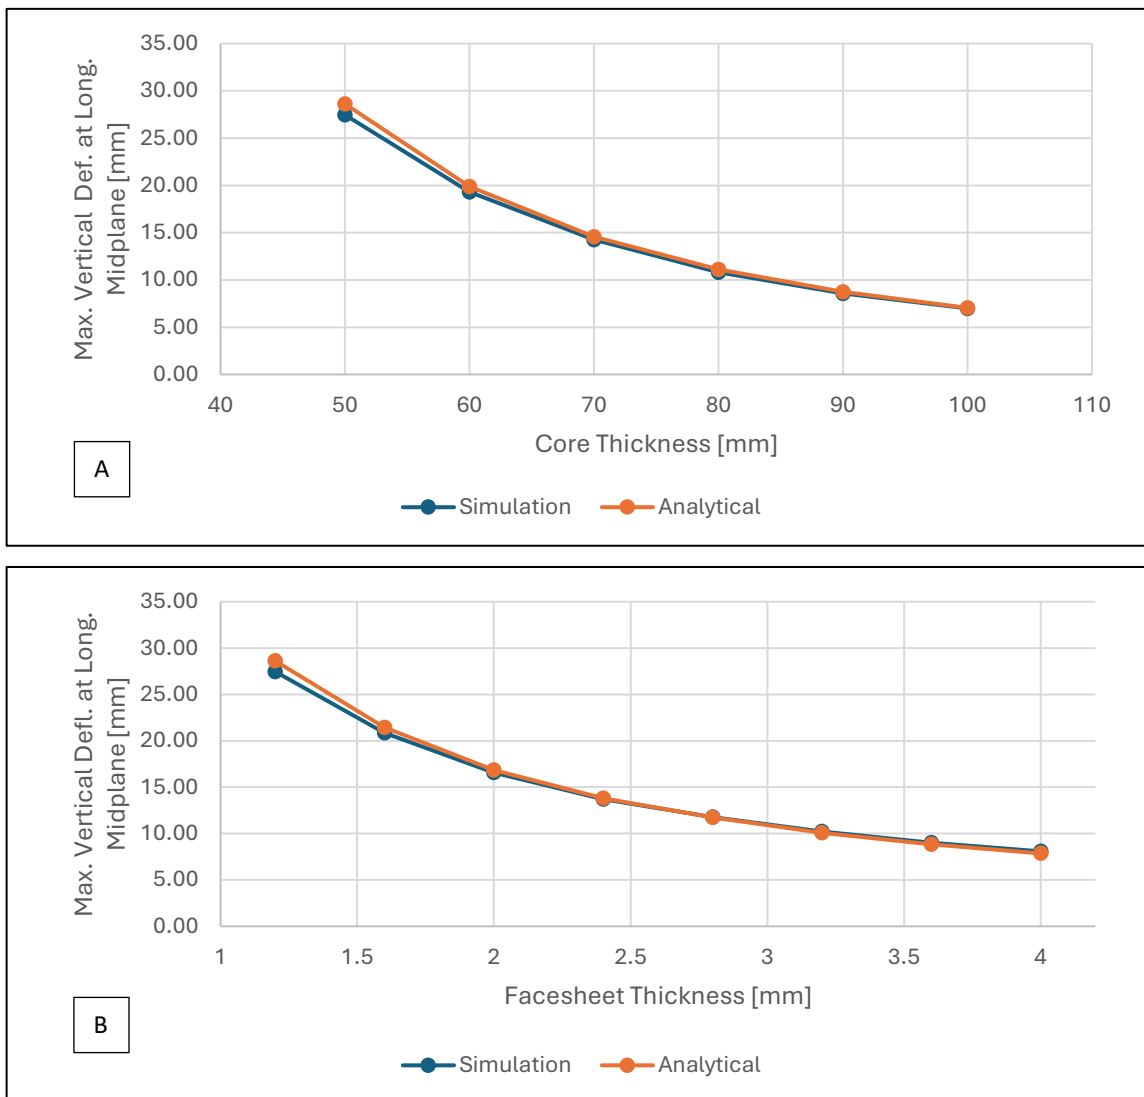 35.00
30.00
25.00
20.00
15.00
10.00
5.00
0.00
Max. Vertical Def. at Long.
Midplane [mm]
40 50 60 70 80 90 100 110
Core Thickness [mm]
A
Simulation Analytical
35.00
30.00
25.00
20.00
15.00
10.00
5.00
0.00
Max. Vertical Defl. at Long.
Midplane [mm]
1 1.5 2 2.5 3 3.5 4
Facesheet Thickness [mm]
B
Simulation Analytical